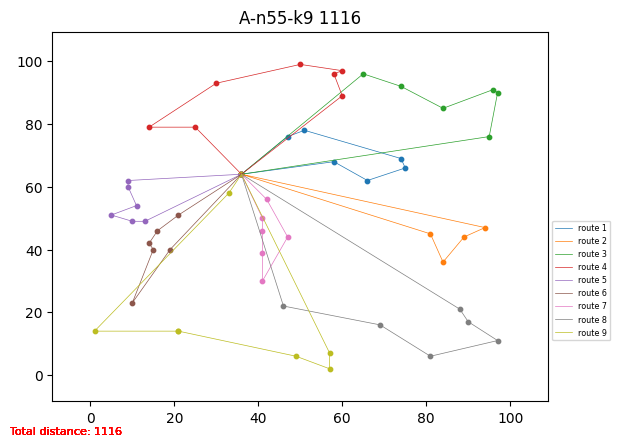 A-n55-k9 1116
100
80
60
40
20
0
0 20 40 60 80 100
route 1
route 2
route 3
route 4
route 5
route 6
route 7
route 8
route 9
Total distance: 1116